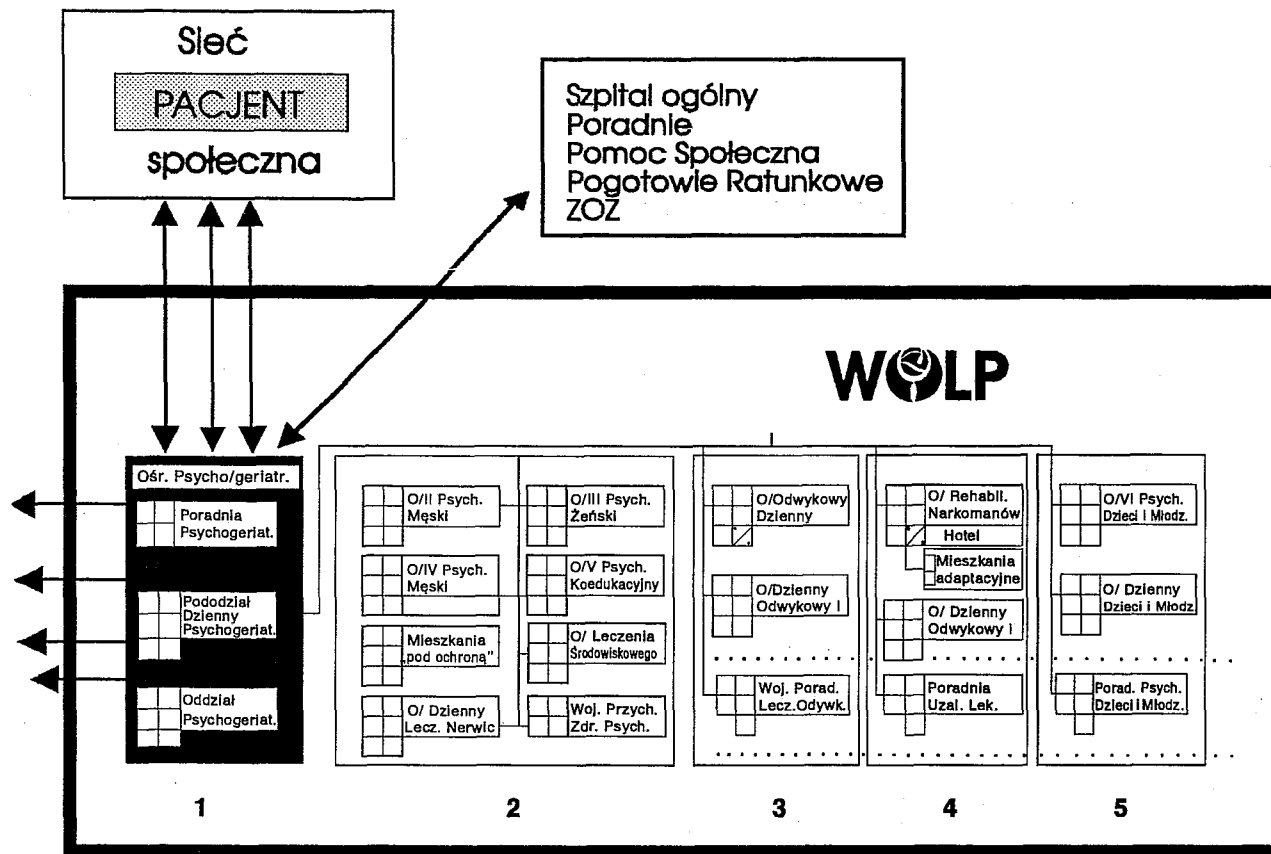 Sieć
PACJENT
społeczna
Szpital ogólny
Poradnie
Pomoc Społeczna
Pogotowie Ratunkowe
ZOZ
WOLP
Ośr. Psycho/geriatr.
Poradnia
Psychogeriat.
Pododział
Dzienny
Psychogeriat.
Oddział
Psychogeriat.
O/II Psych.
Męski
O/III Psych.
Żeński
O/IV Psych.
Męski
O/V Psych.
Koedukacyjny
Mieszkania
„pod ochroną”
O/ Leczenia
Środowiskowego
O/ Dzienny
Lecz. Nerwic
Woj. Przych.
Zdr. Psych.
O/Odwykowy
Dzienny
O/Dzienny
Odwykowy I
Woj. Porad.
Lecz.Odywk.
O/ Rehabil.
Narkomanów
Hotel
Mieszkania
adaptacyjne
O/ Dzienny
Odwykowy I
Poradnia
Uzal. Lek.
O/VI Psych.
Dzieci i Młodz.
O/ Dzienny
Dzieci i Młodz.
Porad. Psych.
Dzieci i Młodz.
1
2
3
4
5